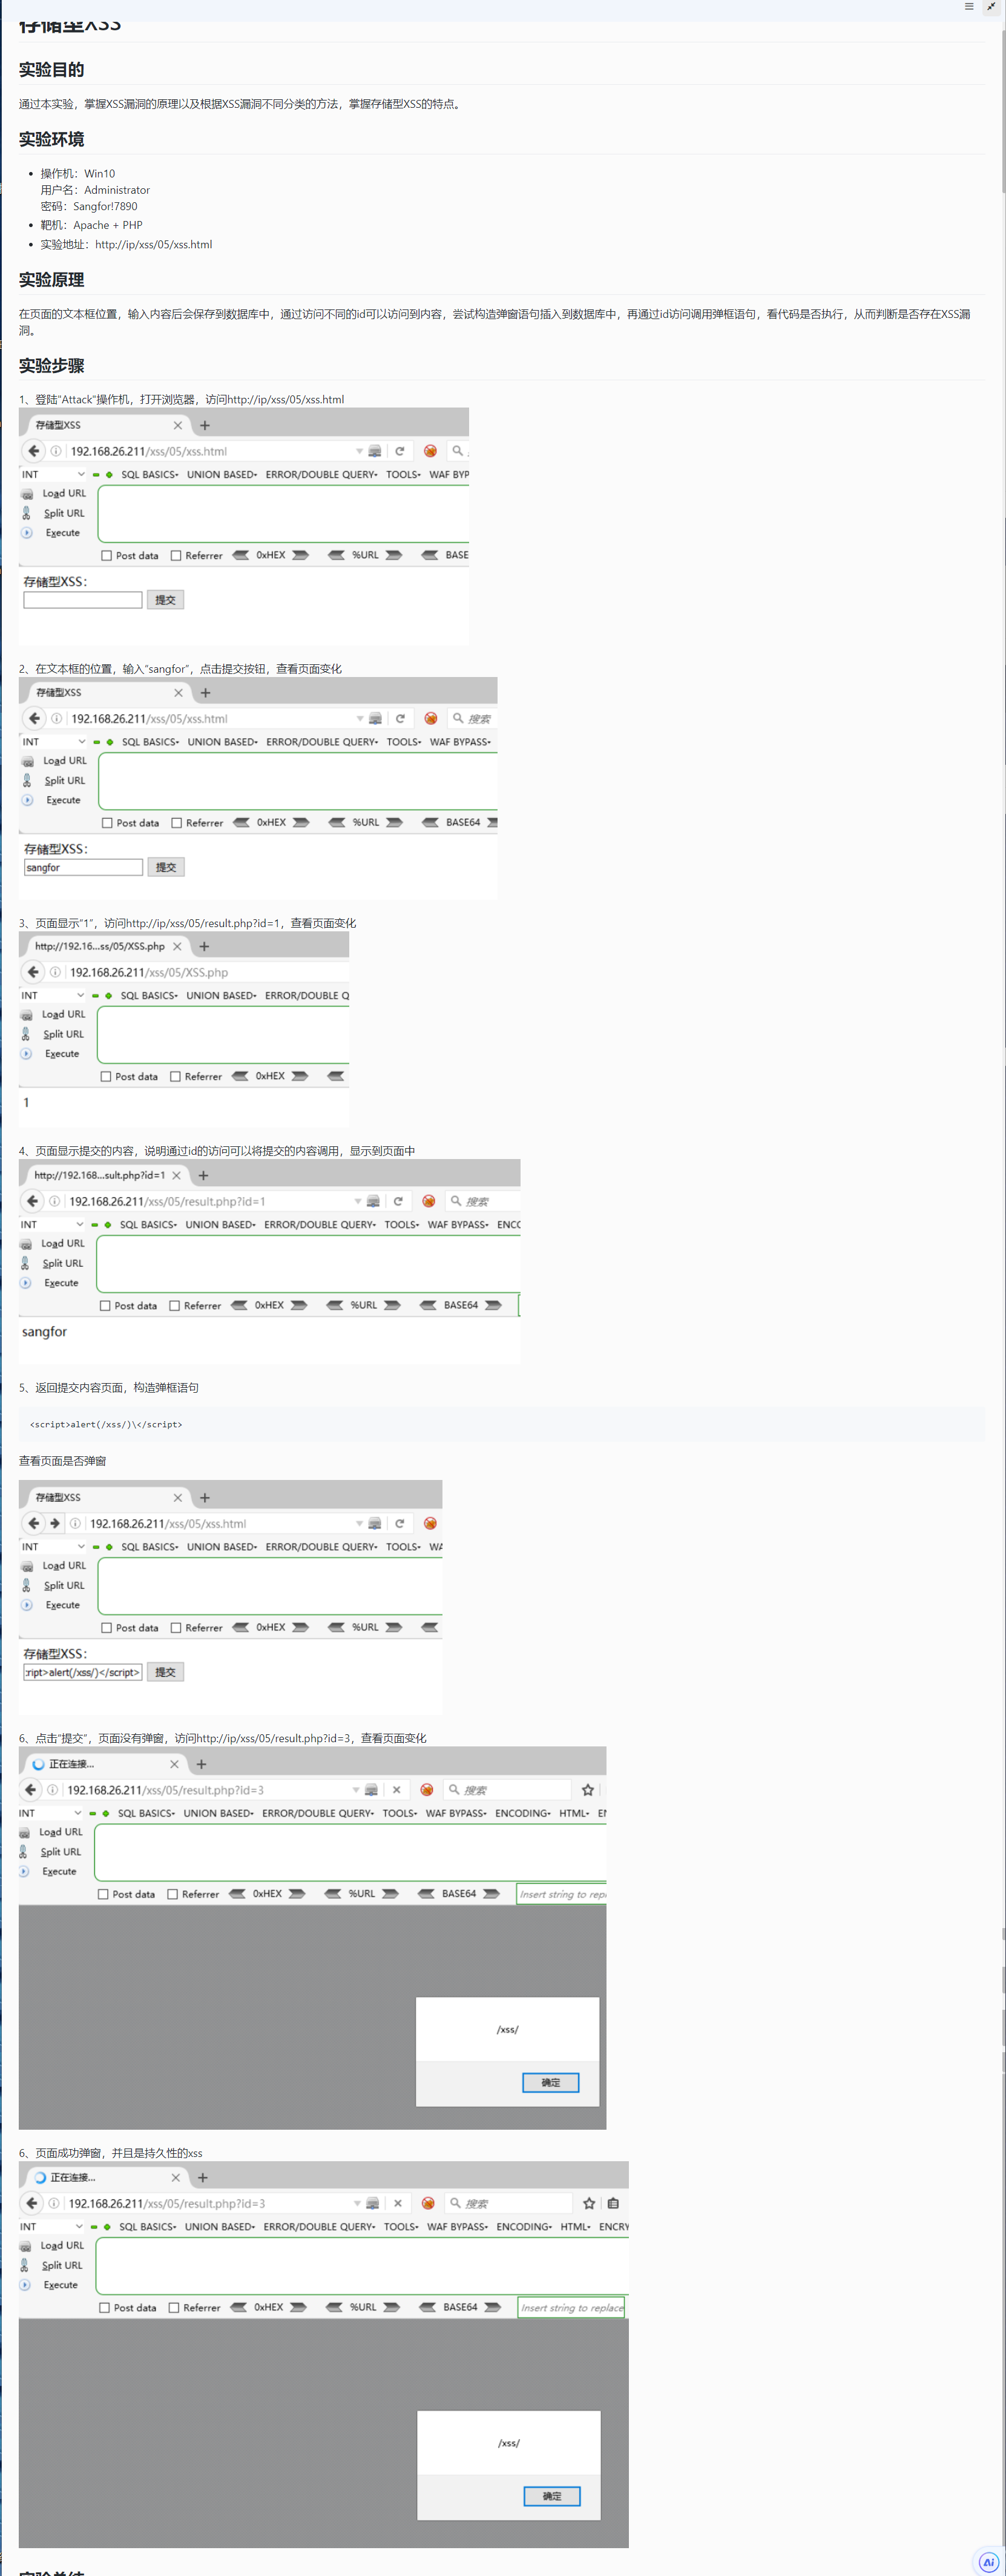 存储型XSS
实验目的
通过本实验，掌握XSS漏洞的原理以及根据XSS漏洞不同分类的方法，掌握存储型XSS的特点。
实验环境
• 操作机：Win10
用户名：Administrator
密码：Sangfor!7890
• 靶机：Apache + PHP
• 实验地址：http://ip/xss/05/xss.html
实验原理
在页面的文本框位置，输入内容后会保存到数据库中，通过访问不同的id可以访问到内容，尝试构造弹窗语句插入到数据库中，再通过id访问调用弹框语句，看代码是否执行，从而判断是否存在XSS漏
洞。
实验步骤
1、登陆"Attack"操作机，打开浏览器，访问http://ip/xss/05/xss.html
存储型XSS
192.168.26.211/xss/05/xss.html
INT SQL BASICS UNION BASED ERROR/DOUBLE QUERY TOOLS WAF BYP
Load URL
Split URL
Execute
Post data Referrer 0xHEX %URL BASE
存储型XSS：
提交
2、在文本框的位置，输入"sangfor"，点击提交按钮，查看页面变化
存储型XSS
192.168.26.211/xss/05/xss.html 搜索
INT SQL BASICS UNION BASED ERROR/DOUBLE QUERY TOOLS WAF BYPASS
Load URL
Split URL
Execute
Post data Referrer 0xHEX %URL BASE64
存储型XSS：
sangfor 提交
3、页面显示"1"，访问http://ip/xss/05/result.php?id=1，查看页面变化
http://192.16...ss/05/XSS.php
192.168.26.211/xss/05/XSS.php
INT SQL BASICS UNION BASED ERROR/DOUBLE Q
Load URL
Split URL
Execute
Post data Referrer 0xHEX
1
4、页面显示提交的内容，说明通过id的访问可以将提交的内容调用，显示到页面中
http://192.168...sult.php?id=1
192.168.26.211/xss/05/result.php?id=1 搜索
INT SQL BASICS UNION BASED ERROR/DOUBLE QUERY TOOLS WAF BYPASS ENCO
Load URL
Split URL
Execute
Post data Referrer 0xHEX %URL BASE64
sangfor
5、返回提交内容页面，构造弹框语句
<script>alert(/xss/)\</script>
查看页面是否弹窗
存储型XSS
192.168.26.211/xss/05/xss.html
INT SQL BASICS UNION BASED ERROR/DOUBLE QUERY TOOLS WA
Load URL
Split URL
Execute
Post data Referrer 0xHEX %URL
存储型XSS：
ript>alert(/xss/)</script> 提交
6、点击"提交"，页面没有弹窗，访问http://ip/xss/05/result.php?id=3，查看页面变化
正在连接...
192.168.26.211/xss/05/result.php?id=3 搜索
INT SQL BASICS UNION BASED ERROR/DOUBLE QUERY TOOLS WAF BYPASS ENCODING HTML EN
Load URL
Split URL
Execute
Post data Referrer 0xHEX %URL BASE64 Insert string to repl
/xss/
确定
6、页面成功弹窗，并且是持久性的xss
正在连接...
192.168.26.211/xss/05/result.php?id=3 搜索
INT SQL BASICS UNION BASED ERROR/DOUBLE QUERY TOOLS WAF BYPASS ENCODING HTML ENCRY
Load URL
Split URL
Execute
Post data Referrer 0xHEX %URL BASE64 Insert string to replace
/xss/
确定
实验总结
Ai